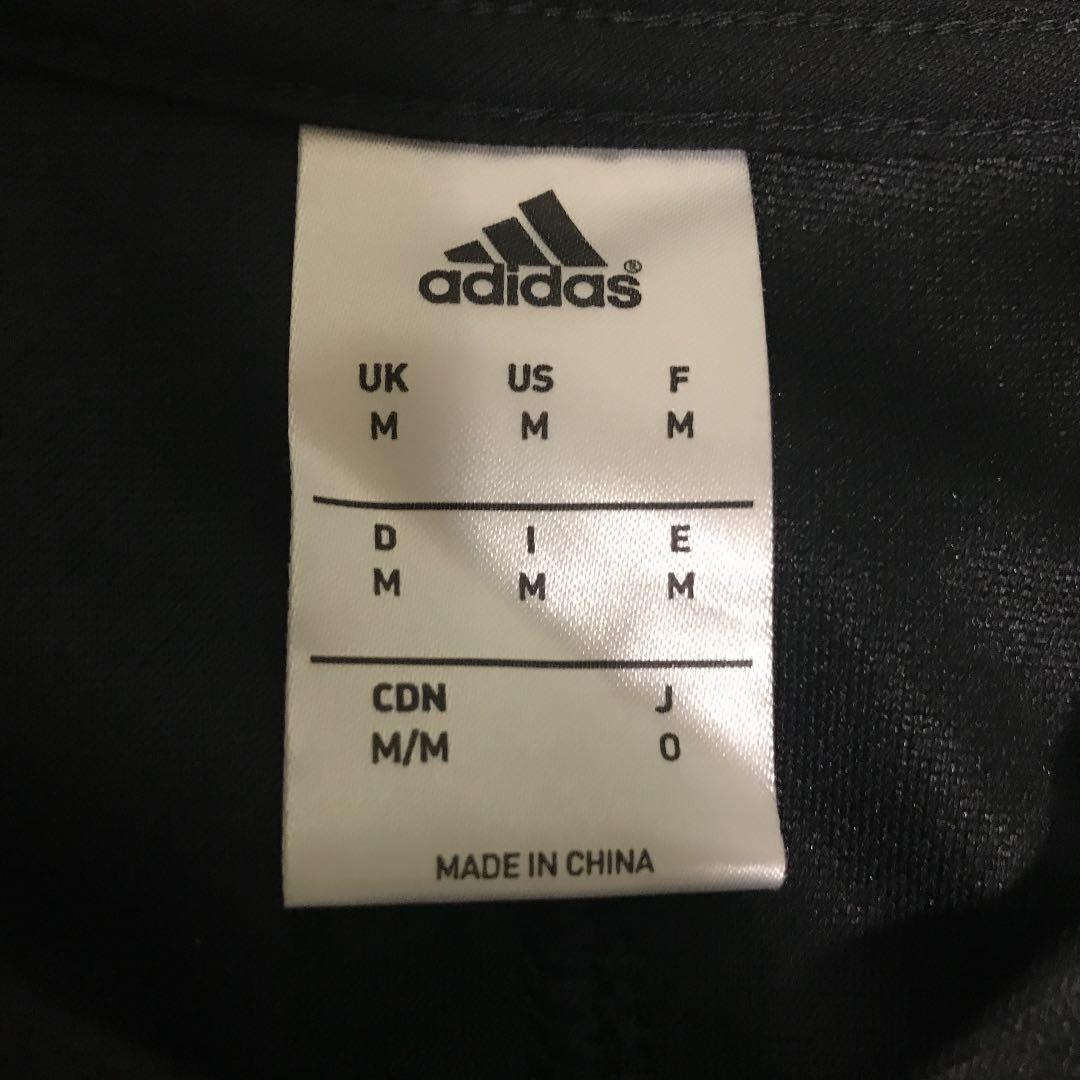 adidas®
UK US F
M M M
D I E
M M M
CDN J
M/M O
MADE IN CHINA